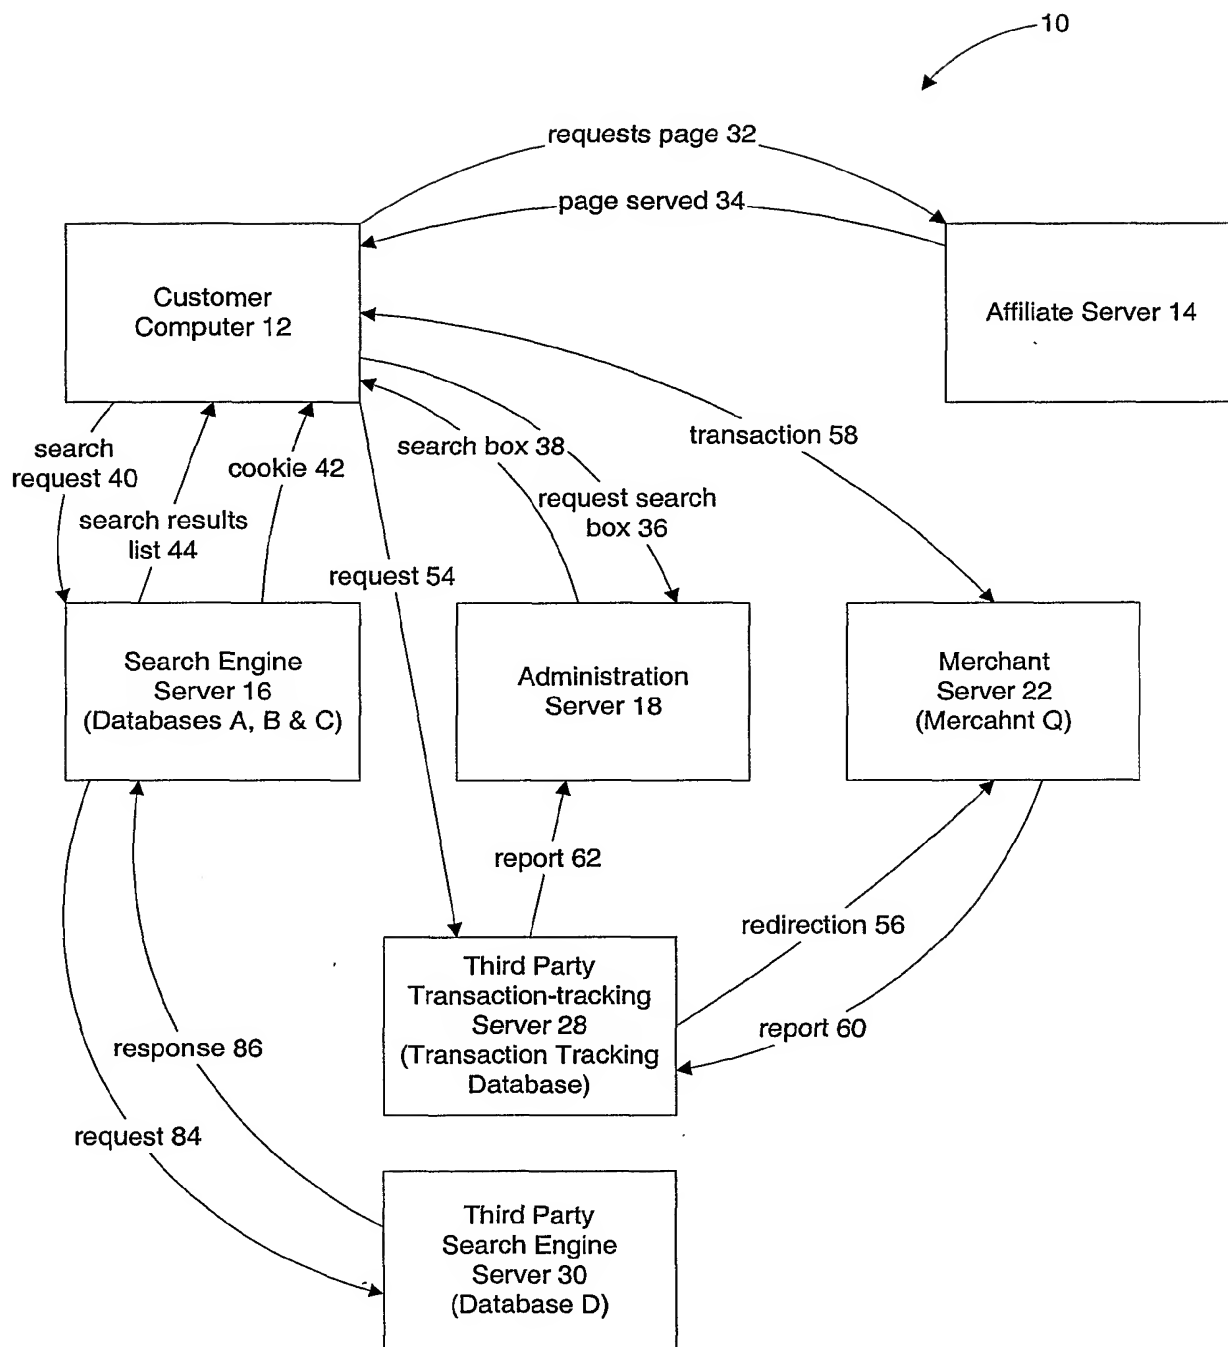 10
requests page 32
page served 34
Customer
Computer 12
Affiliate Server 14
search
request 40
cookie 42
search box 38
transaction 58
search results
list 44
request search
box 36
request 54
Search Engine
Server 16
(Databases A, B & C)
Administration
Server 18
Merchant
Server 22
(Mercahnt Q)
report 62
redirection 56
Third Party
Transaction-tracking
Server 28
(Transaction Tracking
Database)
report 60
response 86
request 84
Third Party
Search Engine
Server 30
(Database D)